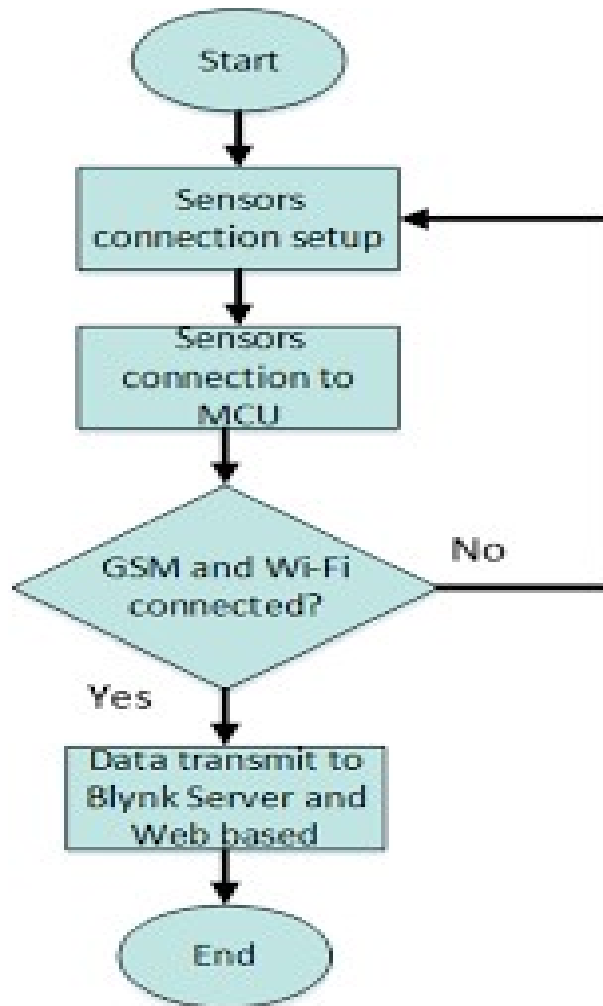 Start
Sensors
connection setup
Sensors
connection to
MCU
GSM and Wi-Fi
connected?
No
Yes
Data transmit to
Blynk Server and
Web based
End